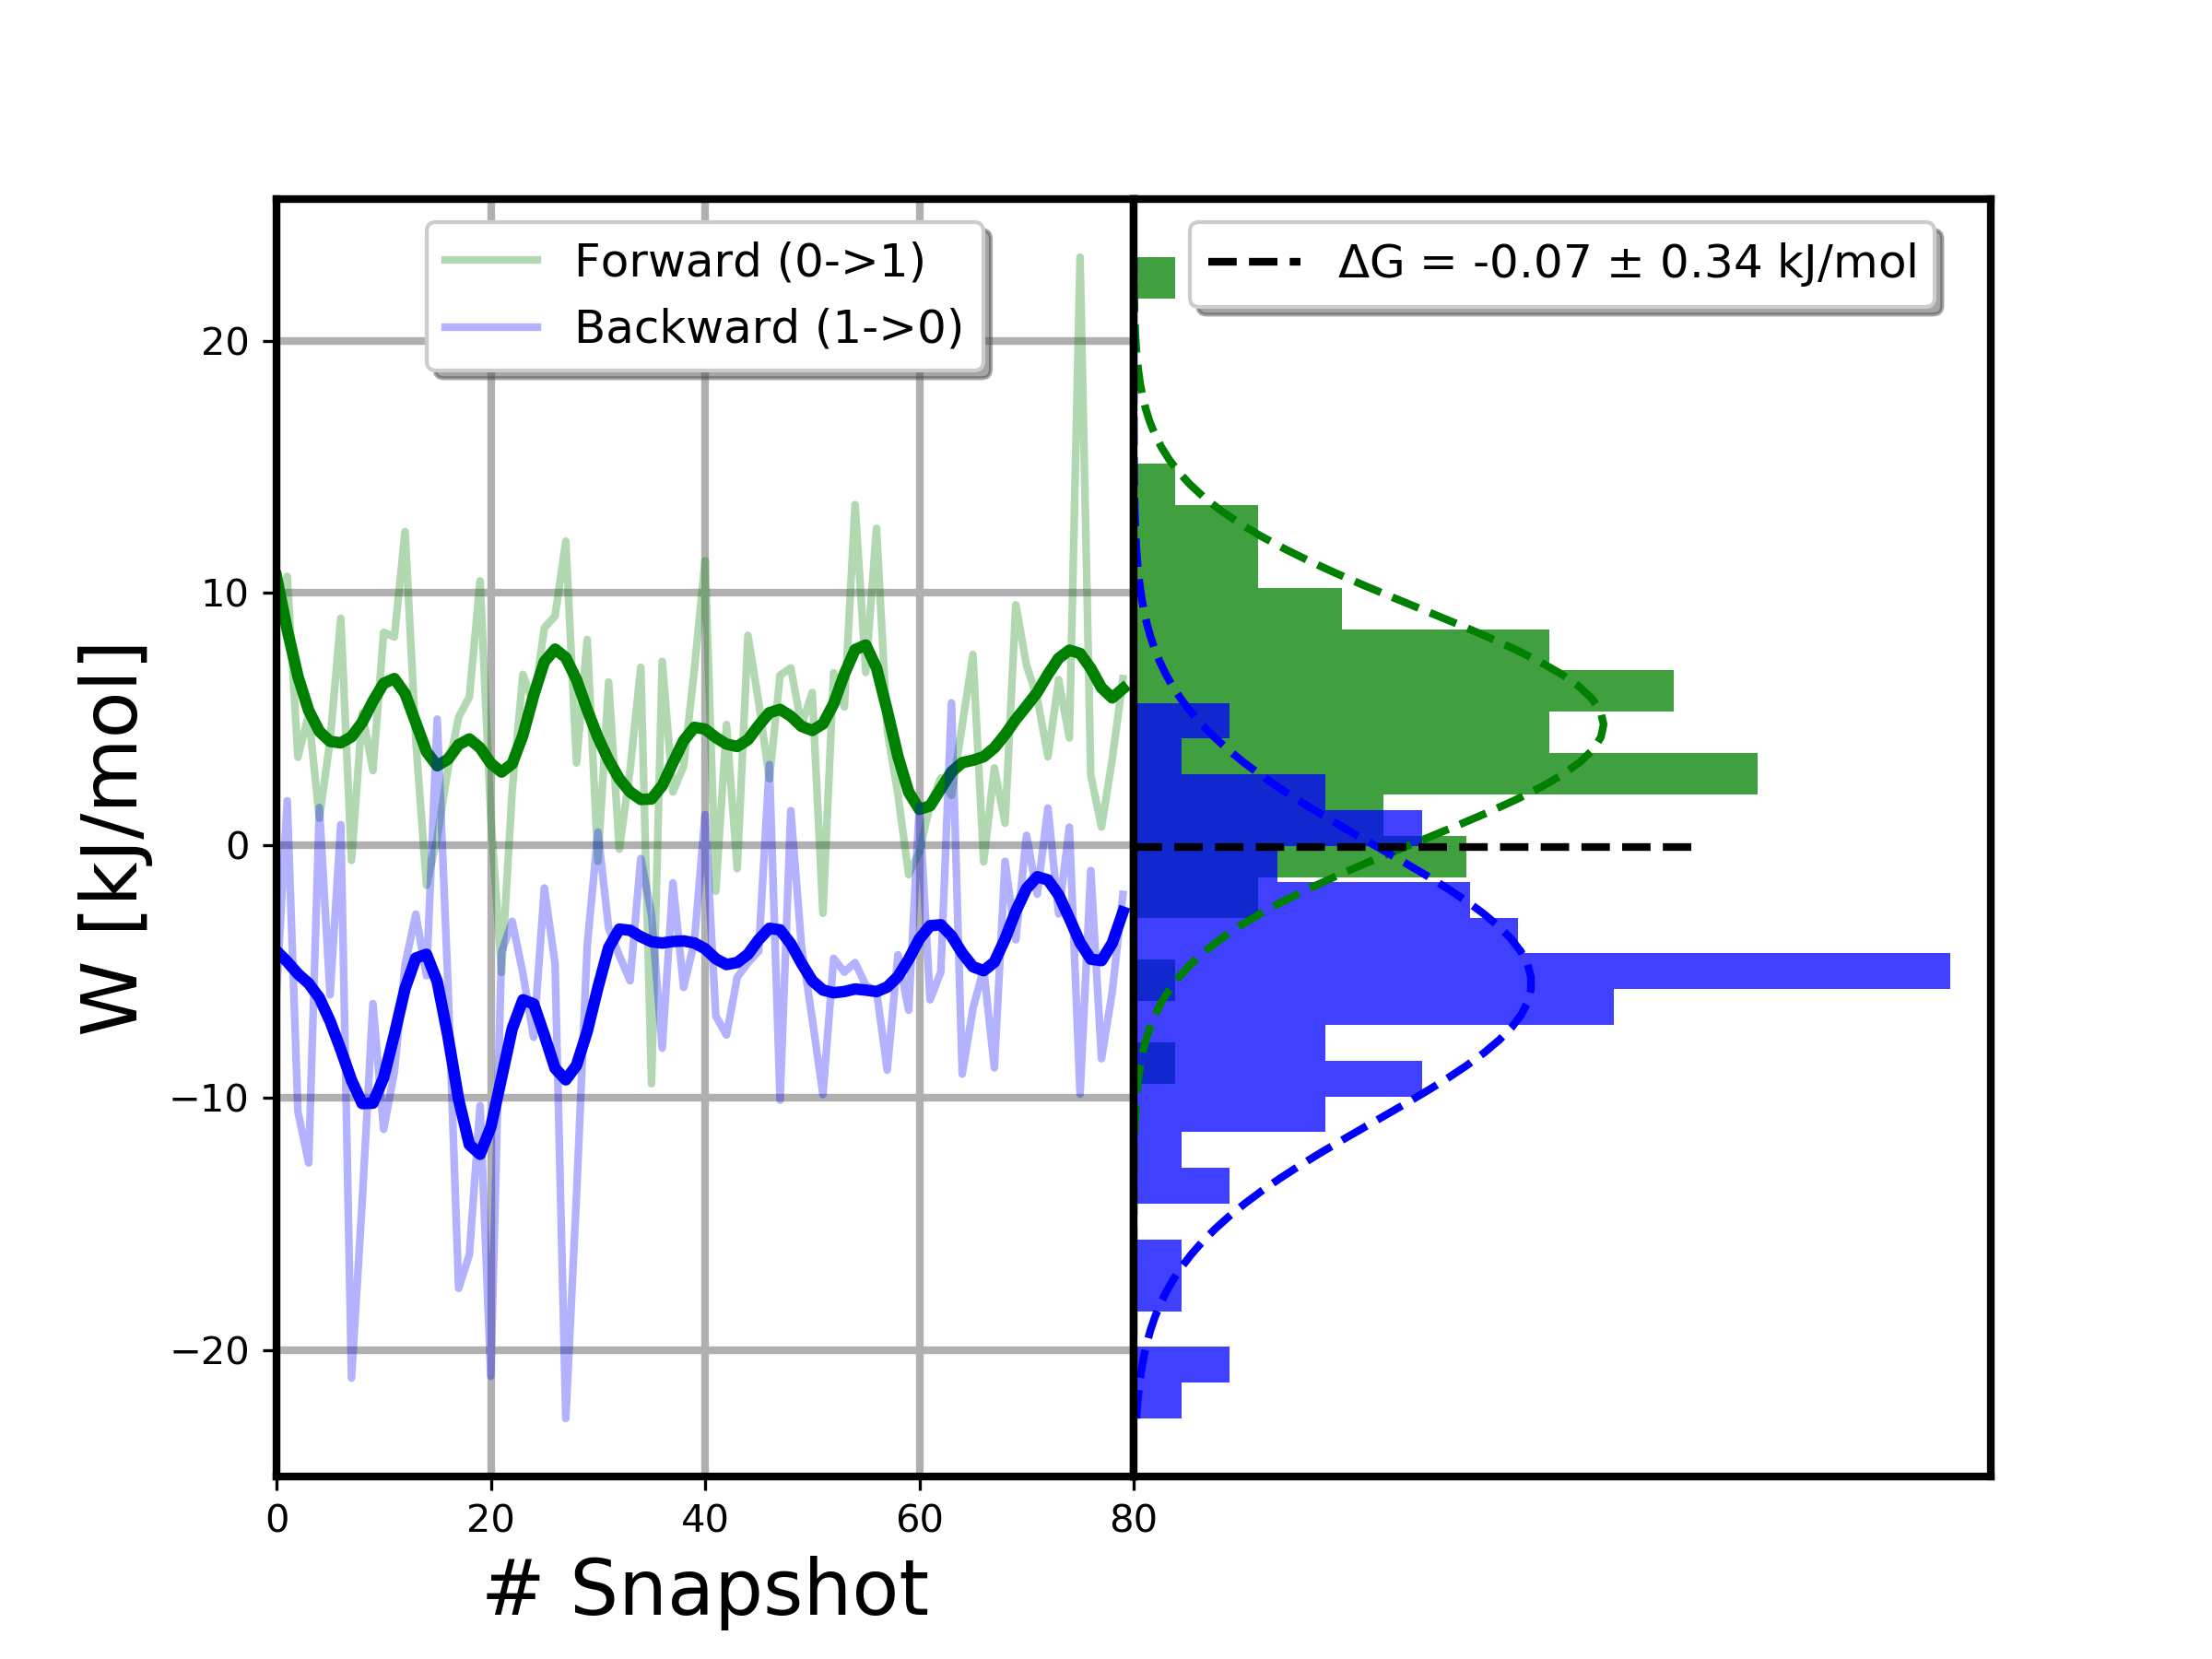 Forward (0->1)
Backward (1->0)
ΔG = -0.07 ± 0.34 kJ/mol
W [kJ/mol]
20
10
0
−10
−20
0 20 40 60 80
# Snapshot